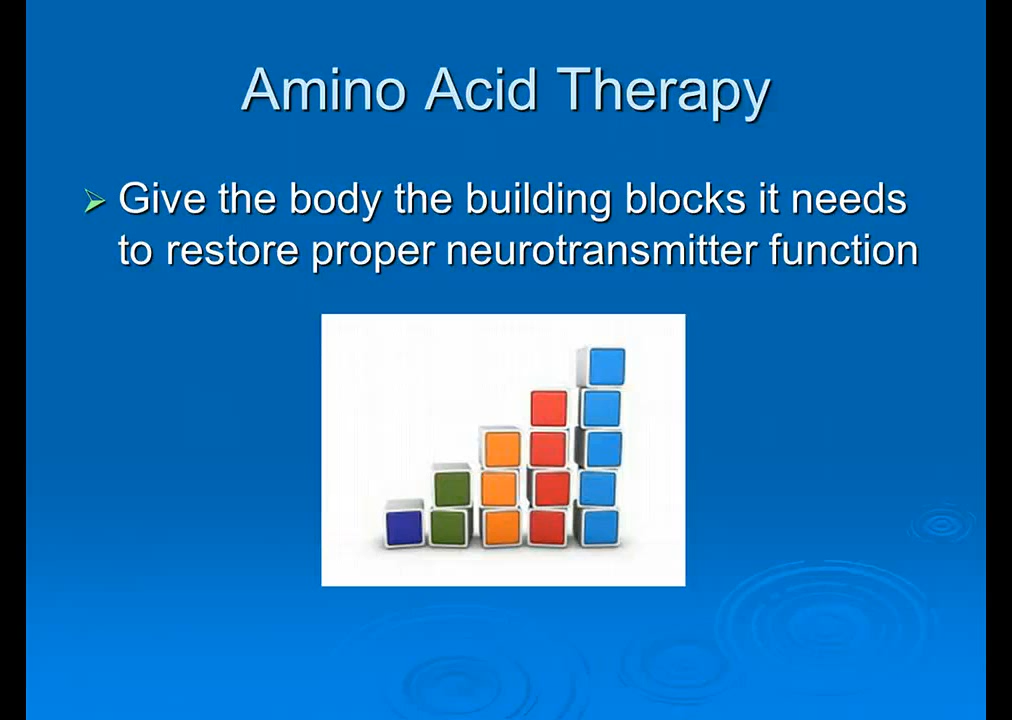 Amino Acid Therapy
Give the body the building blocks it needs
to restore proper neurotransmitter function